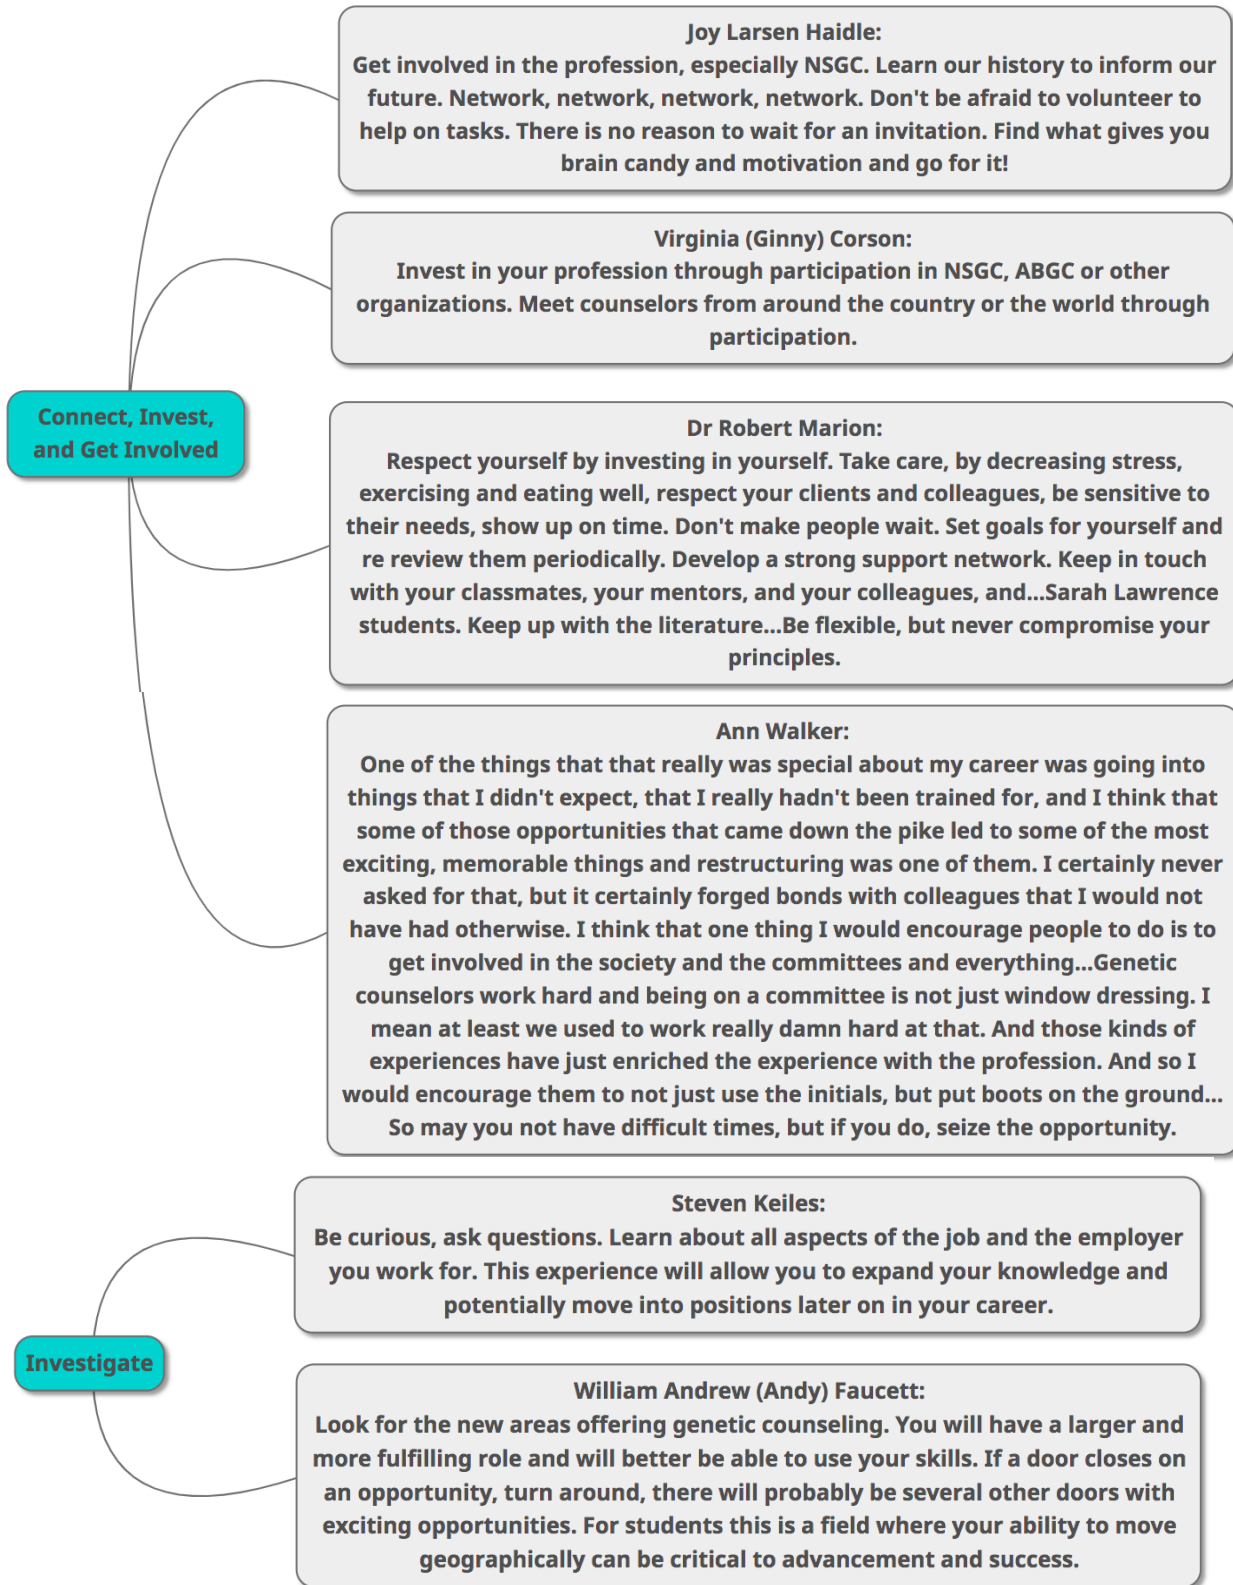 Joy Larsen Haidle:
Get involved in the profession, especially NSGC. Learn our history to inform our
future. Network, network, network, network. Don't be afraid to volunteer to
help on tasks. There is no reason to wait for an invitation. Find what gives you
brain candy and motivation and go for it!
Virginia (Ginny) Corson:
Invest in your profession through participation in NSGC, ABGC or other
organizations. Meet counselors from around the country or the world through
participation.
Connect, Invest,
and Get Involved
Dr Robert Marion:
Respect yourself by investing in yourself. Take care, by decreasing stress,
exercising and eating well, respect your clients and colleagues, be sensitive to
their needs, show up on time. Don't make people wait. Set goals for yourself and
re review them periodically. Develop a strong support network. Keep in touch
with your classmates, your mentors, and your colleagues, and...Sarah Lawrence
students. Keep up with the literature...Be flexible, but never compromise your
principles.
Ann Walker:
One of the things that that really was special about my career was going into
things that I didn't expect, that I really hadn't been trained for, and I think that
some of those opportunities that came down the pike led to some of the most
exciting, memorable things and restructuring was one of them. I certainly never
asked for that, but it certainly forged bonds with colleagues that I would not
have had otherwise. I think that one thing I would encourage people to do is to
get involved in the society and the committees and everything...Genetic
counselors work hard and being on a committee is not just window dressing. I
mean at least we used to work really damn hard at that. And those kinds of
experiences have just enriched the experience with the profession. And so I
would encourage them to not just use the initials, but put boots on the ground...
So may you not have difficult times, but if you do, seize the opportunity.
Steven Keiles:
Be curious, ask questions. Learn about all aspects of the job and the employer
you work for. This experience will allow you to expand your knowledge and
potentially move into positions later on in your career.
Investigate
William Andrew (Andy) Faucett:
Look for the new areas offering genetic counseling. You will have a larger and
more fulfilling role and will better be able to use your skills. If a door closes on
an opportunity, turn around, there will probably be several other doors with
exciting opportunities. For students this is a field where your ability to move
geographically can be critical to advancement and success.